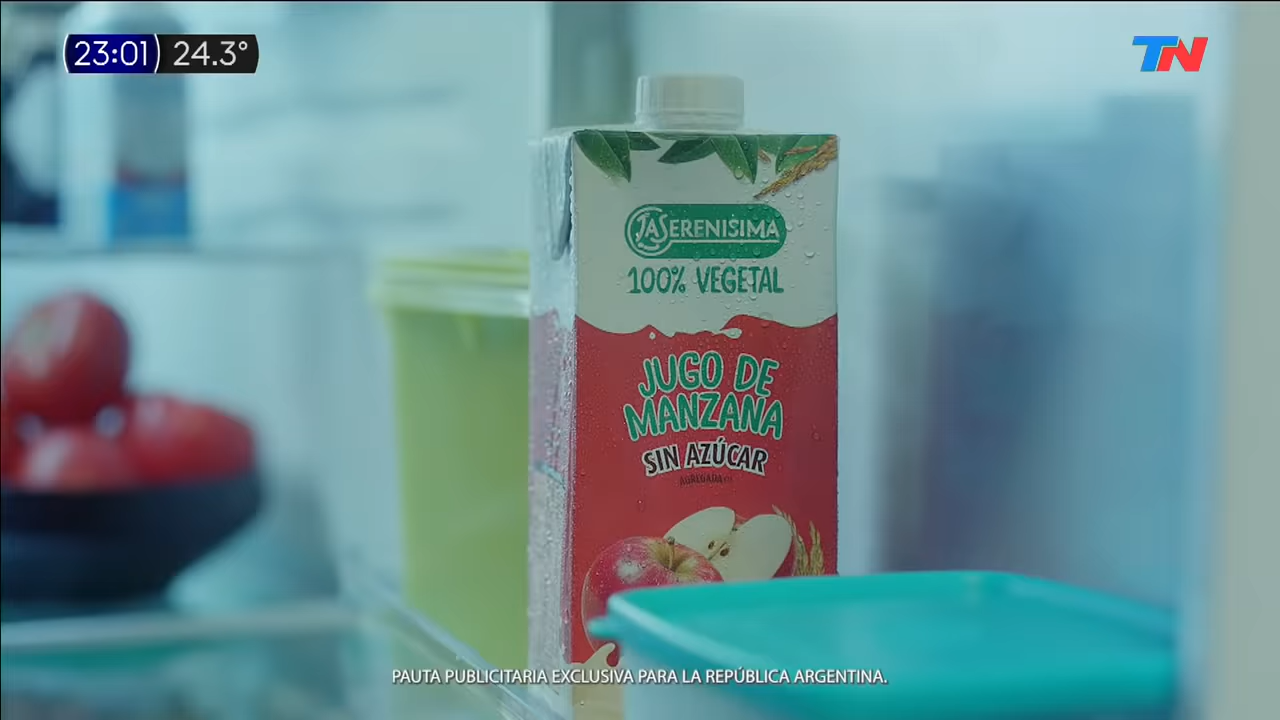 23:01 24.3°
TN
LA SERENISIMA
100% VEGETAL
JUGO DE
MANZANA
SIN AZÚCAR
AGREGADA
PAUTA PUBLICITARIA EXCLUSIVA PARA LA REPÚBLICA ARGENTINA.